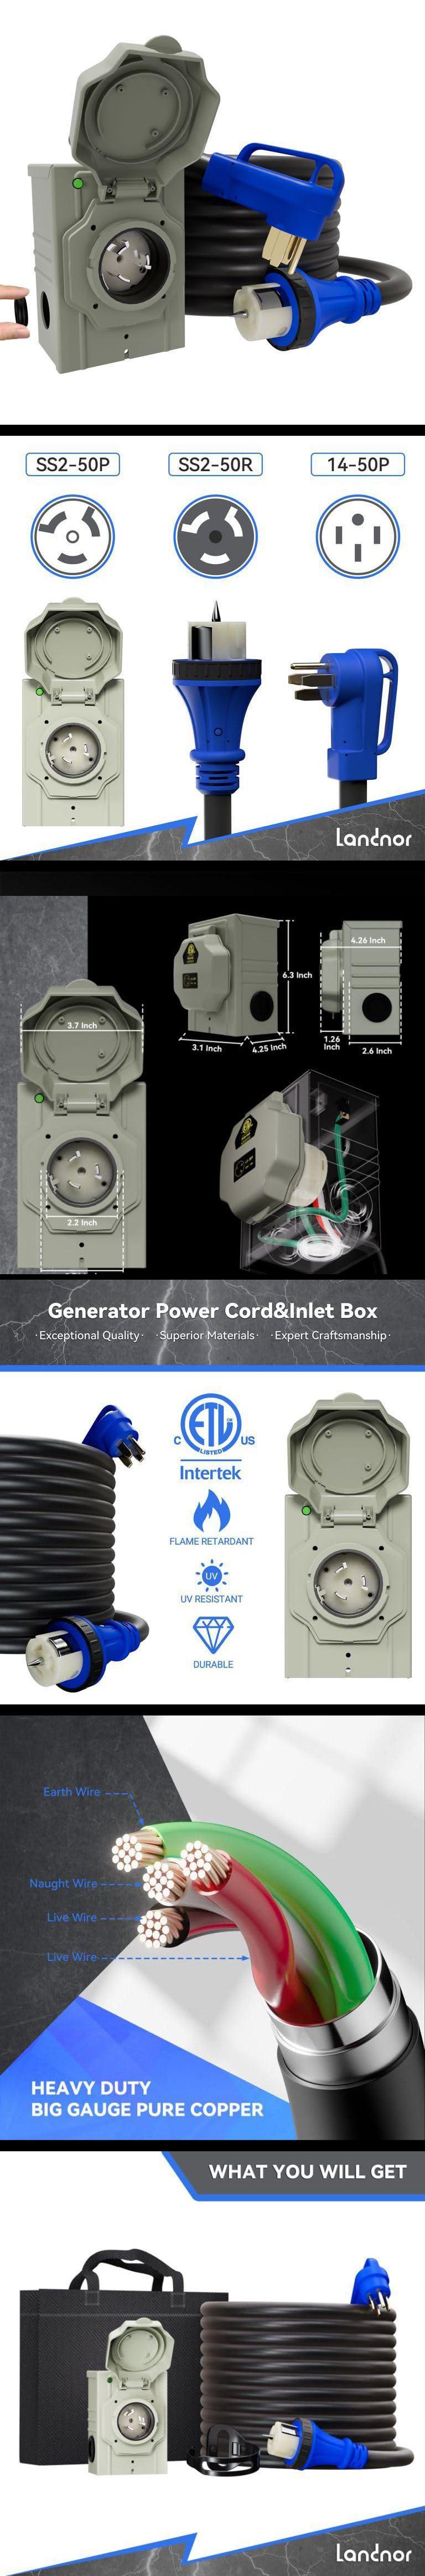 SS2-50P
SS2-50R
14-50P
Landnor
3.7 Inch
2.2 Inch
6.3 Inch
3.1 Inch
4.25 Inch
4.26 Inch
1.26
Inch
2.6 Inch
Generator Power Cord&Inlet Box
·Exceptional Quality· ·Superior Materials· ·Expert Craftsmanship·
C
ETL
US
LISTED
Intertek
FLAME RETARDANT
UV
UV RESISTANT
DURABLE
Earth Wire
Naught Wire
Live Wire
Live Wire
HEAVY DUTY
BIG GAUGE PURE COPPER
WHAT YOU WILL GET
Landnor